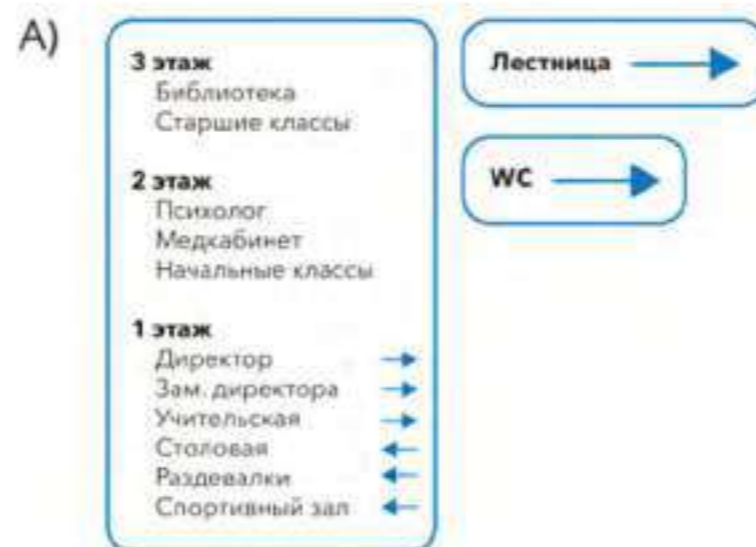 А)
3 этаж
Библиотека
Старшие классы
2 этаж
Психолог
Медкабинет
Начальные классы
1 этаж
Директор
Зам. директора
Учительская
Столовая
Раздевалки
Спортивный зал
Лестница
WC